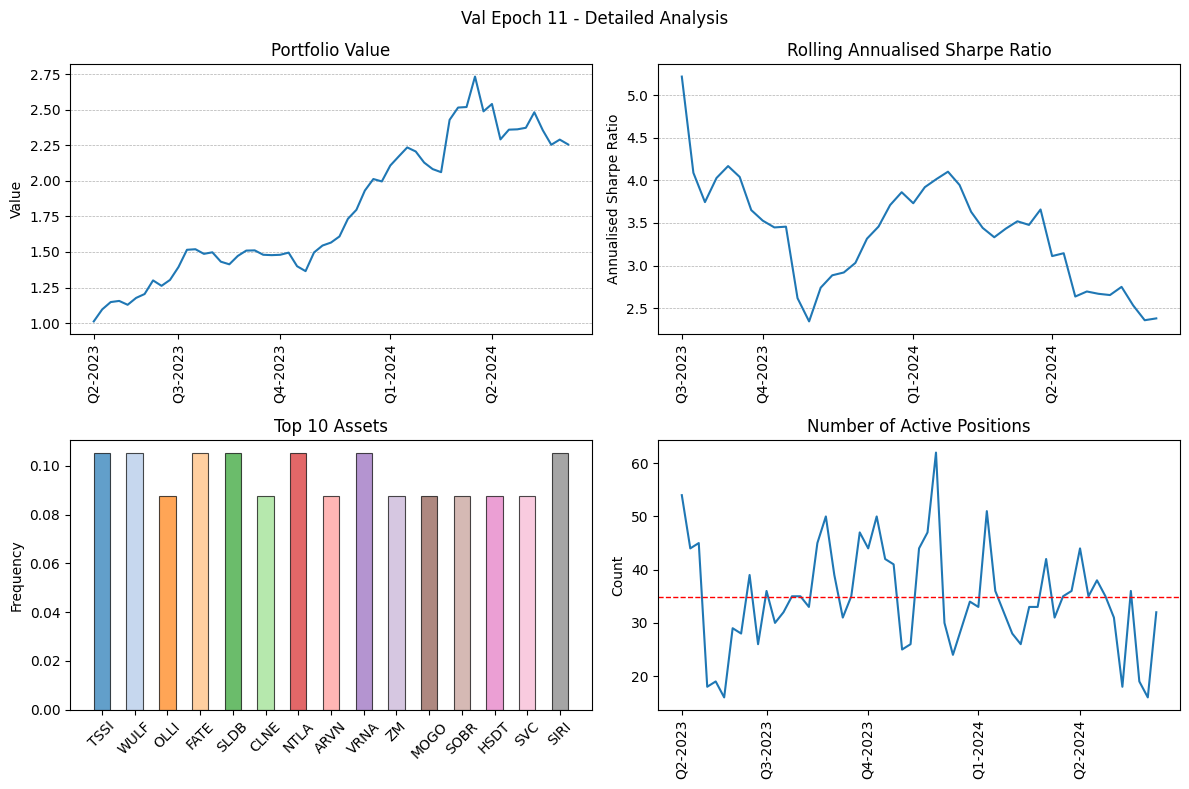 Val Epoch 11 - Detailed Analysis
Portfolio Value
Value
2.75
2.50
2.25
2.00
1.75
1.50
1.25
1.00
Q2-2023
Q3-2023
Q4-2023
Q1-2024
Q2-2024
Rolling Annualised Sharpe Ratio
Annualised Sharpe Ratio
5.0
4.5
4.0
3.5
3.0
2.5
Q3-2023
Q4-2023
Q1-2024
Q2-2024
Top 10 Assets
Frequency
0.10
0.08
0.06
0.04
0.02
0.00
TSSI
WULF
OLLI
FATE
SLDB
CLNE
NTLA
ARVN
VRNA
ZM
MOGO
SOBR
HSDT
SVC
SIRI
Number of Active Positions
Count
60
50
40
30
20
Q2-2023
Q3-2023
Q4-2023
Q1-2024
Q2-2024